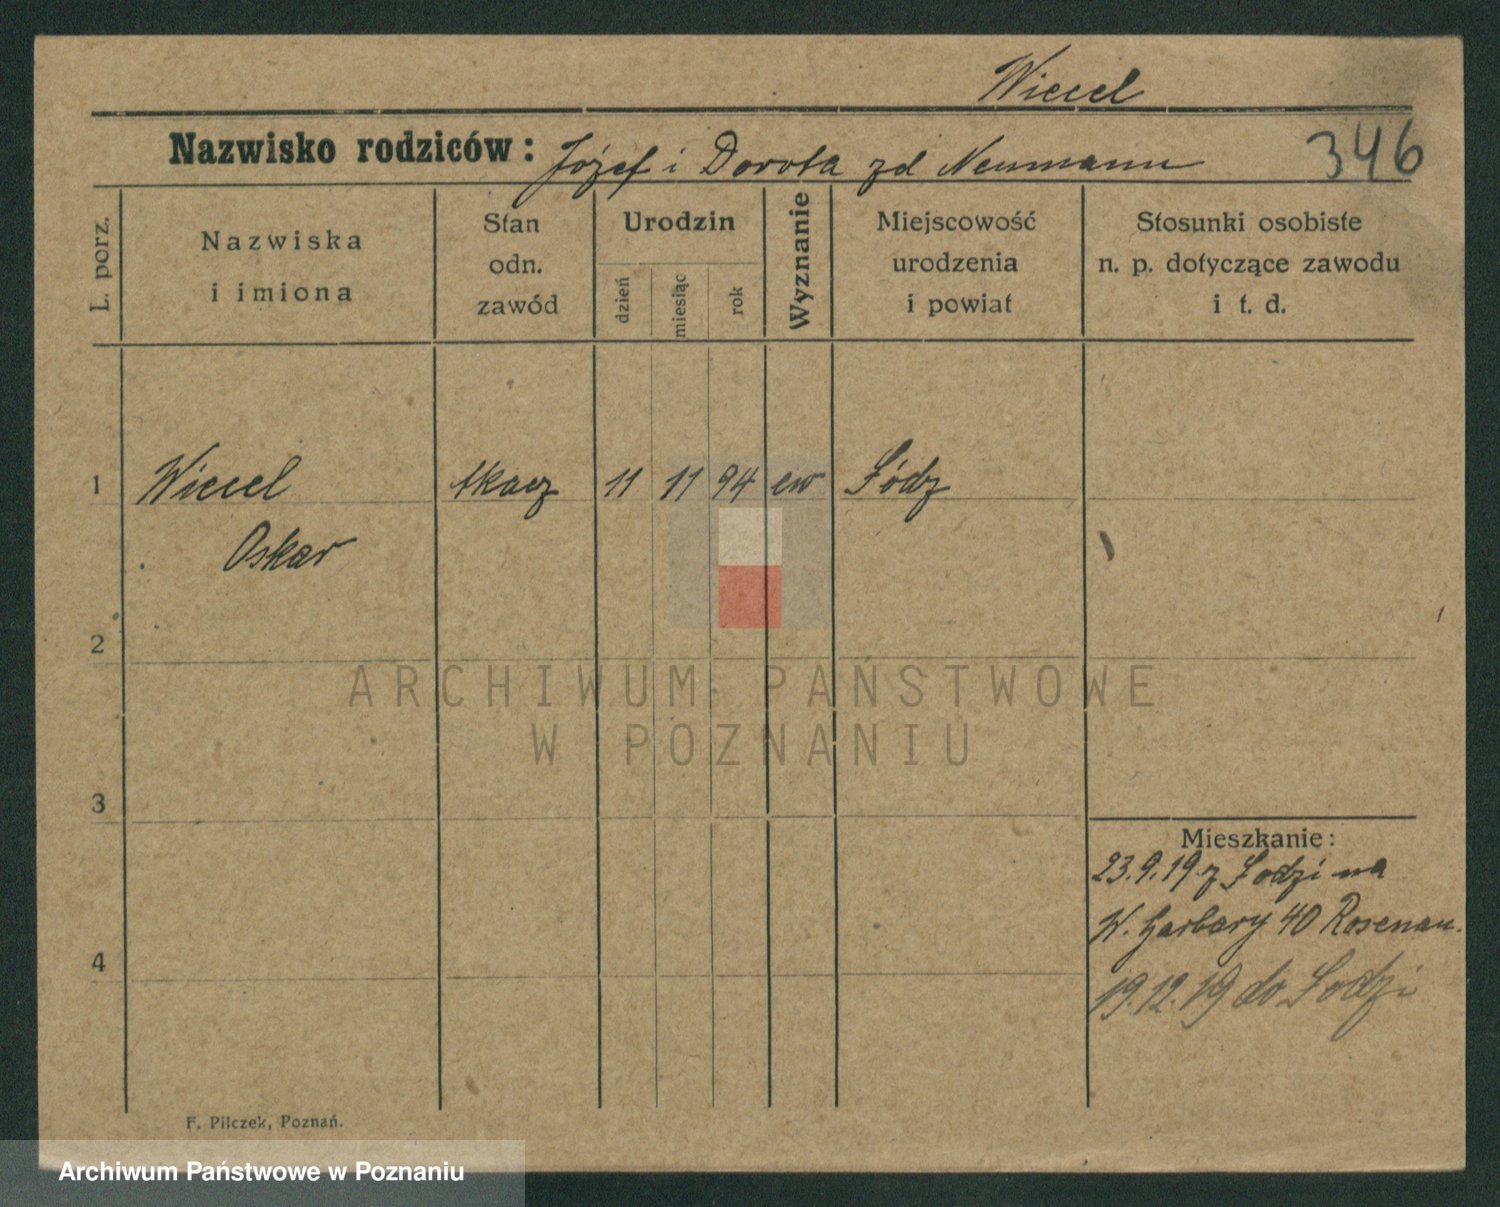 Wiesel
Nazwisko rodziców: Józef i Dorota zd Neumann
346
L. porz.
Nazwiska
i imiona
Stan
odn.
zawód
Urodzin
dzień
miesiąc
rok
Wyznanie
Miejscowość
urodzenia
i powiat
Stosunki osobiste
n. p. dotyczące zawodu
i t. d.
1 Wiesel tkacz 11 11 94 ew Łódz
Oskar
2
3
4
Mieszkanie:
23.9.19 z Łodzi na
W. Garbary 40 Rosenau.
19.12.19 do Łodzi
F. Pilczek, Poznań.
ARCHIWUM PAŃSTWOWE
W POZNANIU
Archiwum Państwowe w Poznaniu